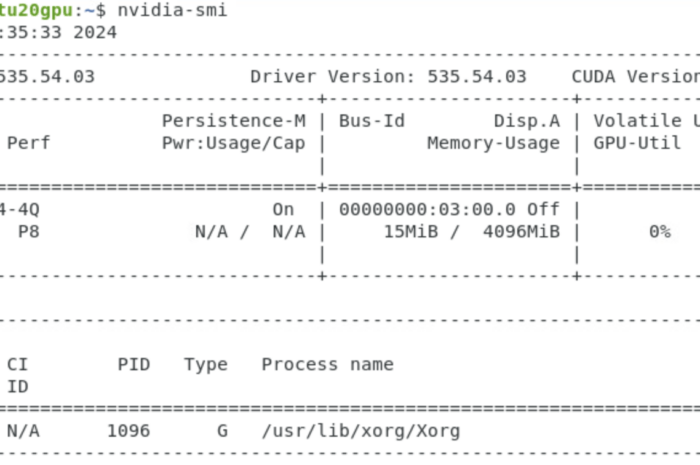 tu20gpu:~$ nvidia-smi
:35:33 2024
535.54.03 Driver Version: 535.54.03 CUDA Version
Persistence-M | Bus-Id Disp.A | Volatile U
Perf Pwr:Usage/Cap | Memory-Usage | GPU-Util
4-4Q On | 00000000:03:00.0 Off |
P8 N/A / N/A | 15MiB / 4096MiB | 0%
CI PID Type Process name
ID
N/A 1096 G /usr/lib/xorg/Xorg